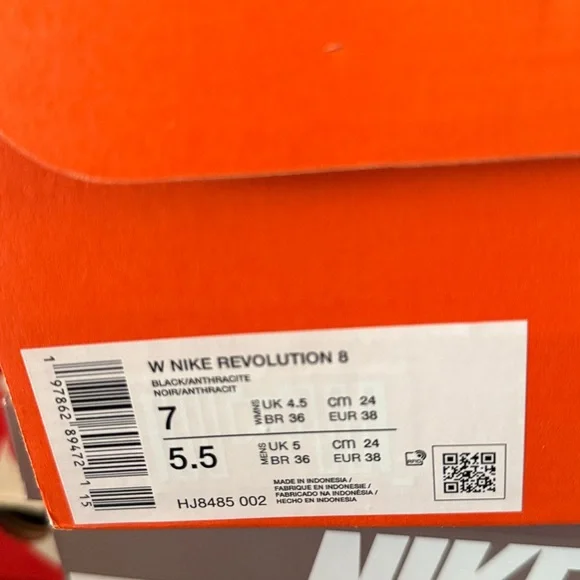 W NIKE REVOLUTION 8
BLACK/ANTHRACITE
NOIR/ANTHRACIT
7 WMNS UK 4.5 cm 24
BR 36 EUR 38
5.5 MENS UK 5 cm 24
BR 36 EUR 38
HJ8485 002
MADE IN INDONESIA /
FABRIQUE EN INDONESIE /
FABRICADO NA INDONÉSIA /
HECHO EN INDONESIA
RFID
1 97862 89472 1 15
NIKE